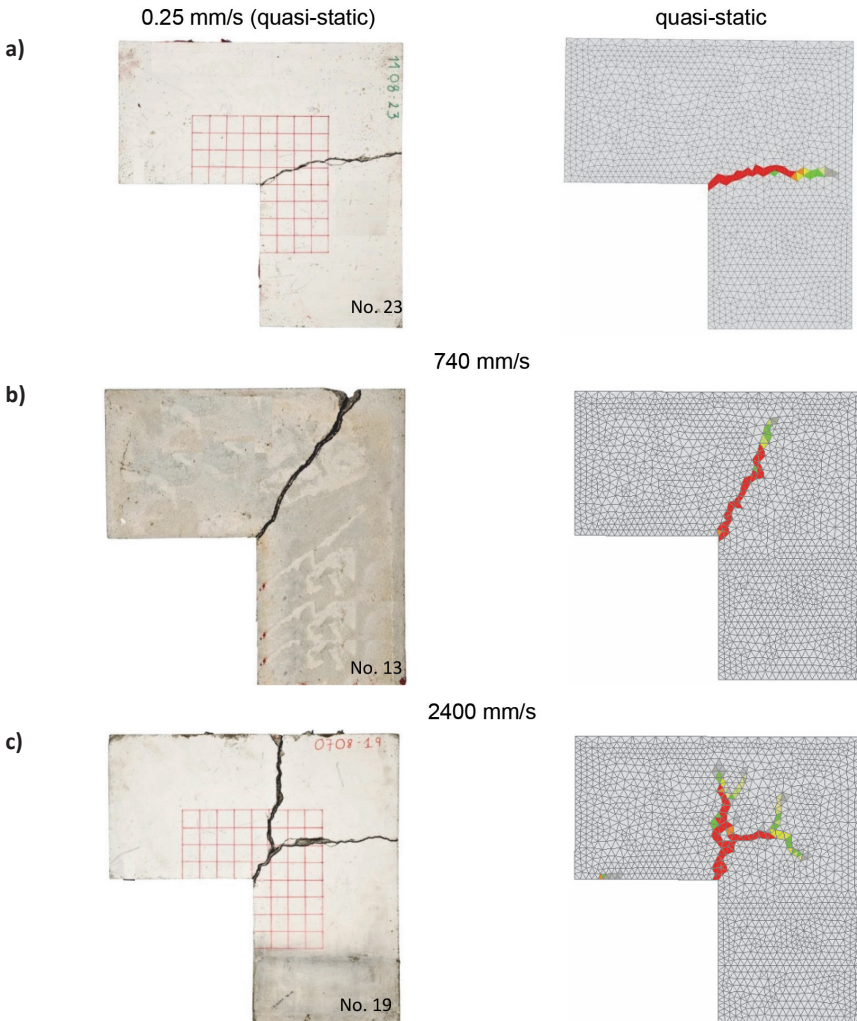 0.25 mm/s (quasi-static)
quasi-static
a)
11 08-23
No. 23
740 mm/s
b)
No. 13
2400 mm/s
c)
0708-19
No. 19